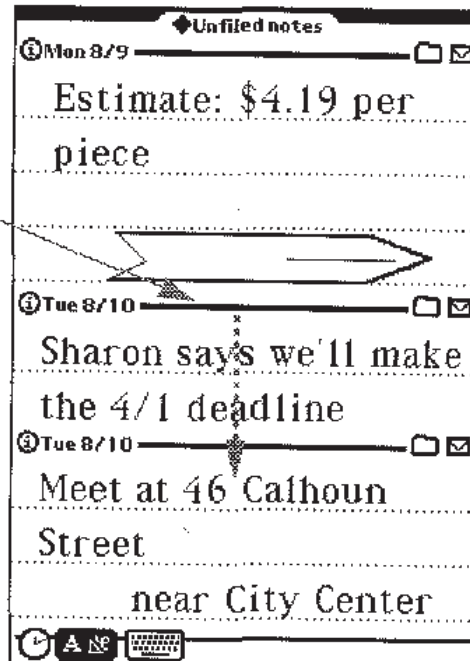 Unfiled notes
Mon 8/9
Estimate: $4.19 per
piece
Tue 8/10
Sharon says we'll make
the 4/1 deadline
Tue 8/10
Meet at 46 Calhoun
Street
near City Center
A